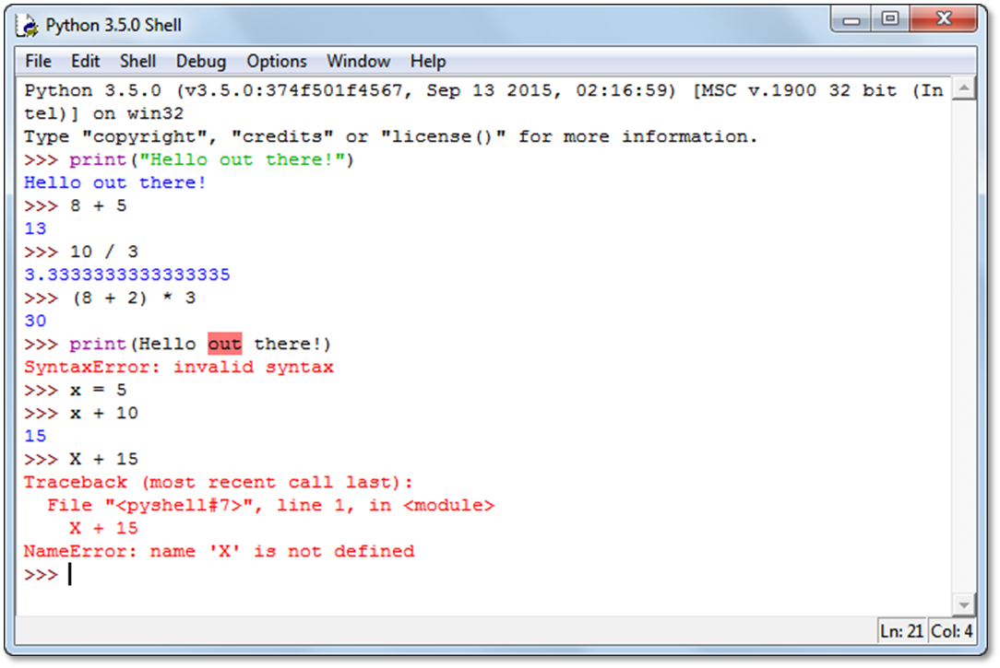 Python 3.5.0 Shell
File Edit Shell Debug Options Window Help
Python 3.5.0 (v3.5.0:374f501f4567, Sep 13 2015, 02:16:59) [MSC v.1900 32 bit (In
tel)] on win32
Type "copyright", "credits" or "license()" for more information.
>>> print("Hello out there!")
Hello out there!
>>> 8 + 5
13
>>> 10 / 3
3.3333333333333335
>>> (8 + 2) * 3
30
>>> print(Hello out there!)
SyntaxError: invalid syntax
>>> x = 5
>>> x + 10
15
>>> X + 15
Traceback (most recent call last):
  File "<pyshell#7>", line 1, in <module>
    X + 15
NameError: name 'X' is not defined
>>>
Ln: 21 Col: 4